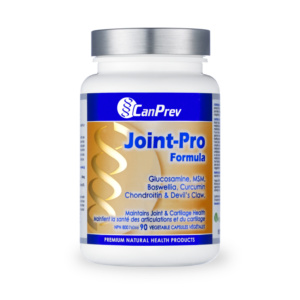 CanPrev
Joint-Pro
Formula
Glucosamine, MSM,
Boswellia, Curcumin
Chondroitin & Devil's Claw
Maintains Joint & Cartilage Health
Maintient la santé des articulations et du cartilage
90 VEGETABLE CAPSULES VÉGÉTALES
PREMIUM NATURAL HEALTH PRODUCTS